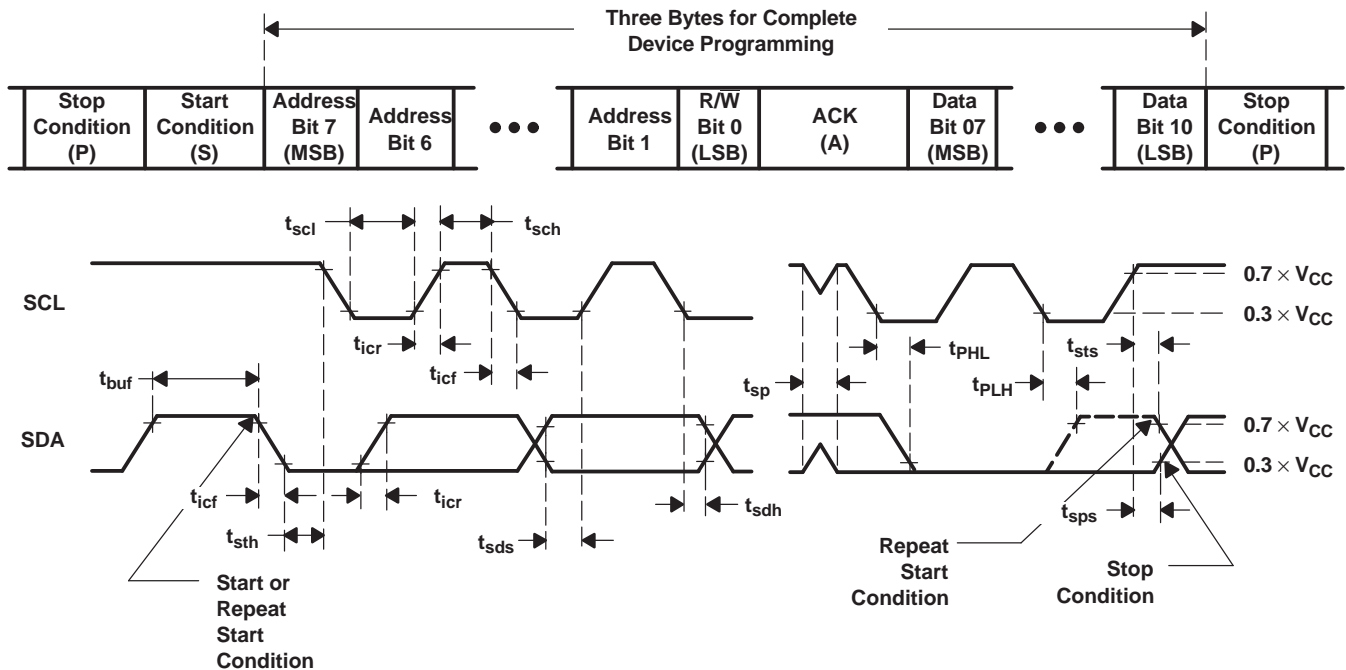 Three Bytes for Complete
Device Programming
Stop
Condition
(P)
Start
Condition
(S)
Address
Bit 7
(MSB)
Address
Bit 6
•••
Address
Bit 1
R/W̅
Bit 0
(LSB)
ACK
(A)
Data
Bit 07
(MSB)
•••
Data
Bit 10
(LSB)
Stop
Condition
(P)
tscl
tsch
SCL
0.7 × VCC
0.3 × VCC
ticr
ticf
tPHL
tsts
tbuf
tsp
tPLH
SDA
0.7 × VCC
0.3 × VCC
ticf
ticr
tsdh
tsth
tsds
tsps
Start or
Repeat
Start
Condition
Repeat
Start
Condition
Stop
Condition